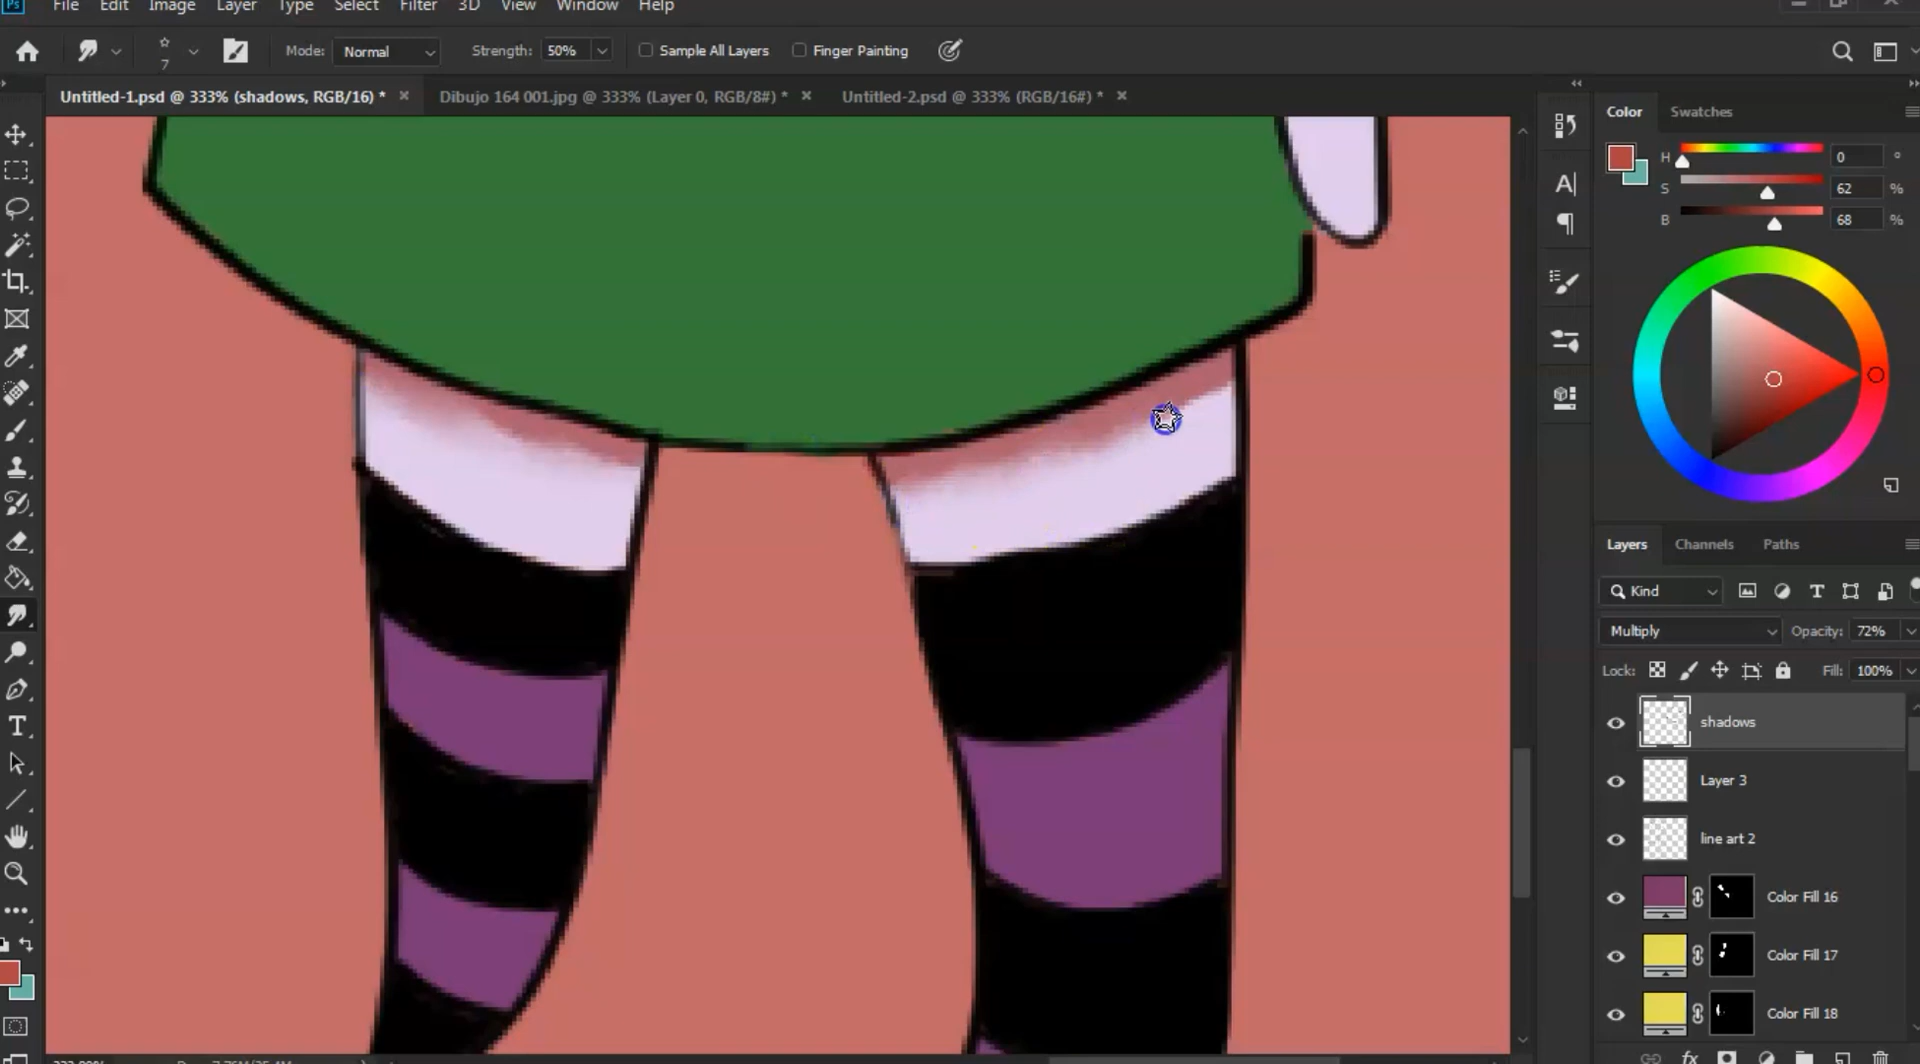 Ps File Edit Image Layer Type Select Filter 3D View Window Help
7 Mode: Normal Strength: 50% Sample All Layers Finger Painting
Untitled-1.psd @ 333% (shadows, RGB/16) * Dibujo 164 001.jpg @ 333% (Layer 0, RGB/8#) * Untitled-2.psd @ 333% (RGB/16#) *
Color Swatches
H 0 °
S 62 %
B 68 %
Layers Channels Paths
Kind
Multiply Opacity: 72%
Lock: Fill: 100%
shadows
Layer 3
line art 2
Color Fill 16
Color Fill 17
Color Fill 18